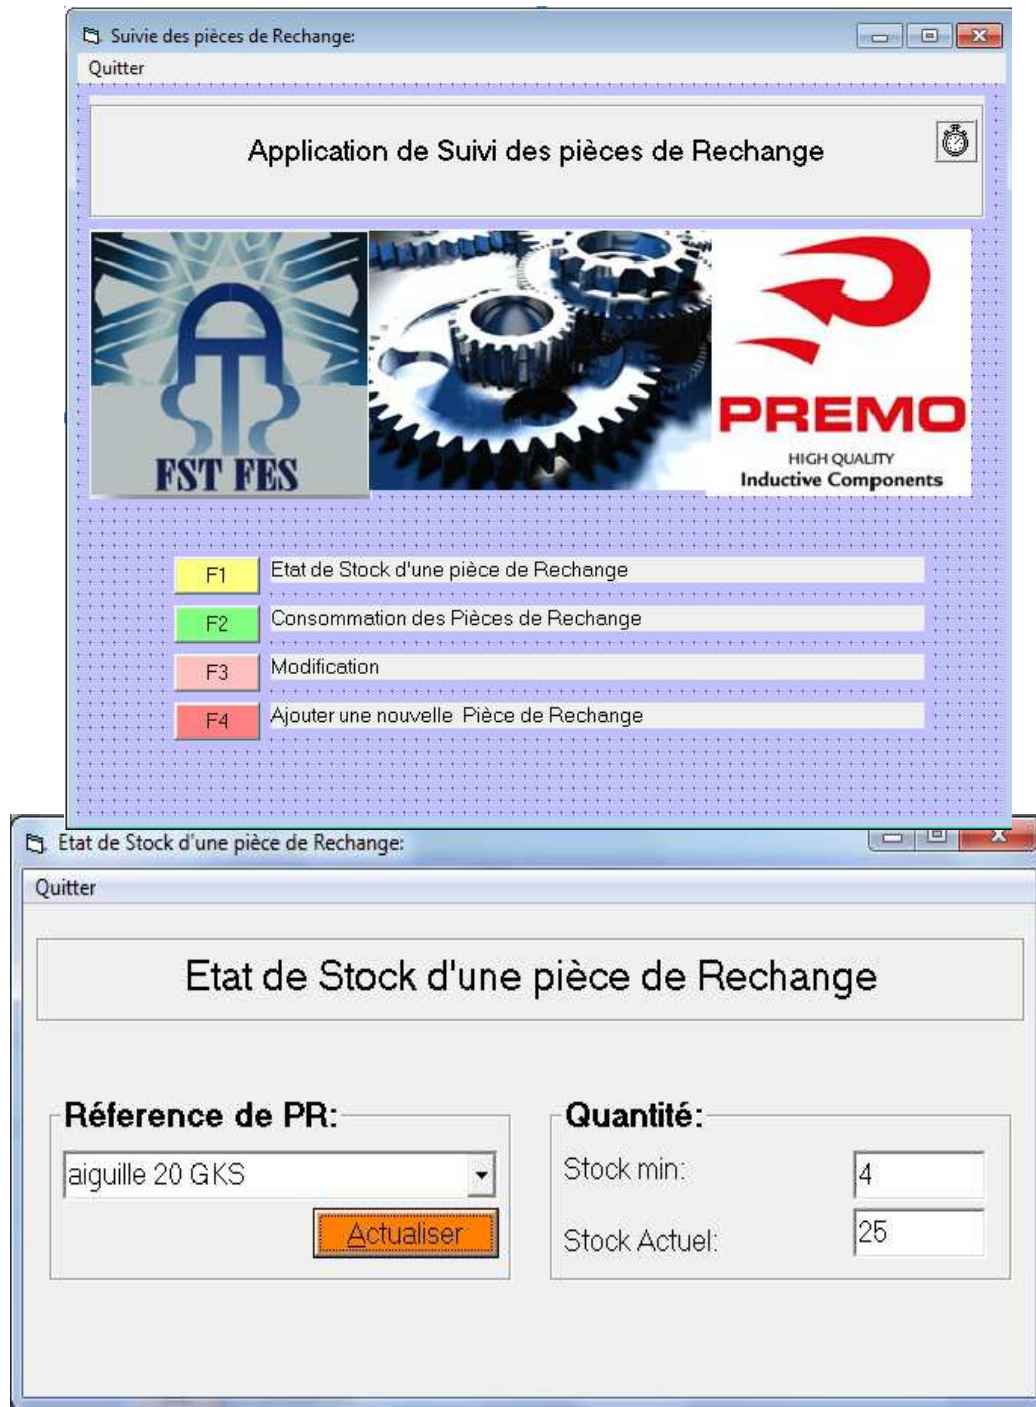 Suivie des pièces de Rechange:
Quitter
Application de Suivi des pièces de Rechange
FST FES
PREMO
HIGH QUALITY
Inductive Components
F1 Etat de Stock d'une pièce de Rechange
F2 Consommation des Pièces de Rechange
F3 Modification
F4 Ajouter une nouvelle Pièce de Rechange
Etat de Stock d'une pièce de Rechange:
Quitter
Etat de Stock d'une pièce de Rechange
Réference de PR:
aiguille 20 GKS
Actualiser
Quantité:
Stock min: 4
Stock Actuel: 25